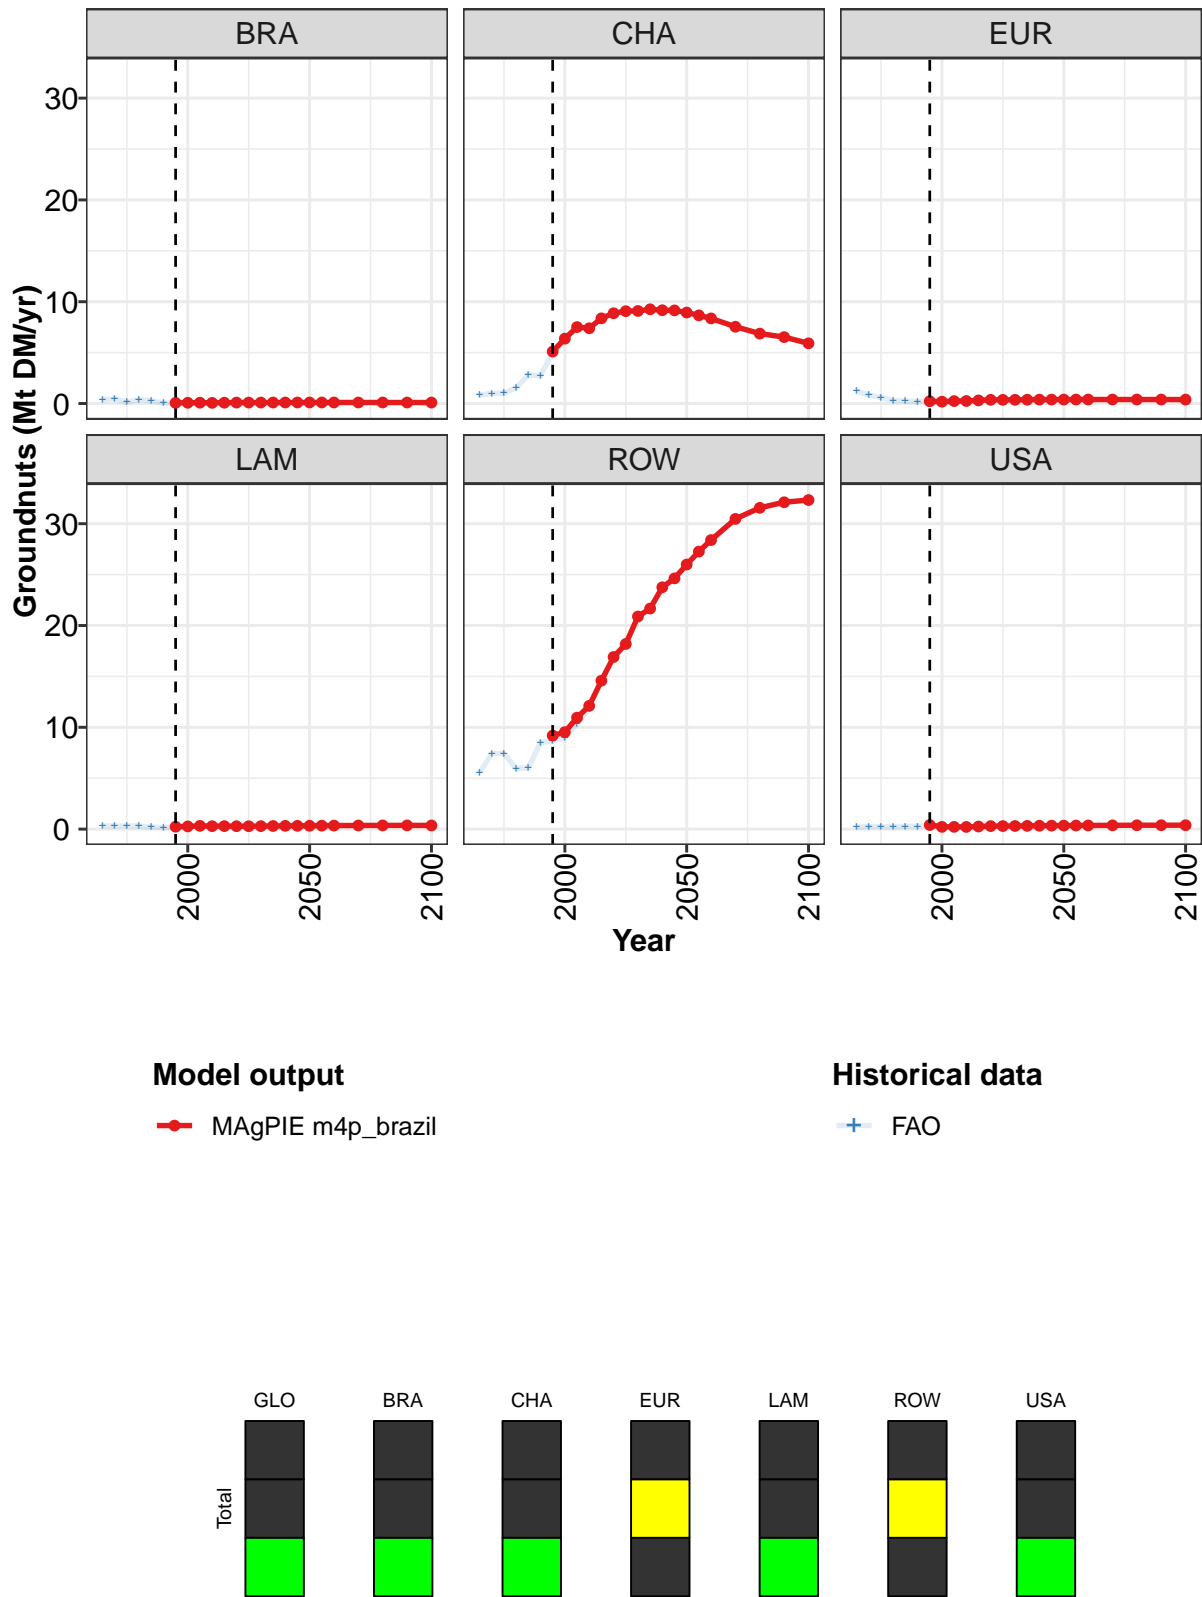 BRA CHA EUR
30
20
10
0
LAM ROW USA
30
20
10
0
Groundnuts (Mt DM/yr)
2000 2050 2100 2000 2050 2100 2000 2050 2100
Year
Model output Historical data
MAgPIE m4p_brazil FAO
GLO BRA CHA EUR LAM ROW USA
Total